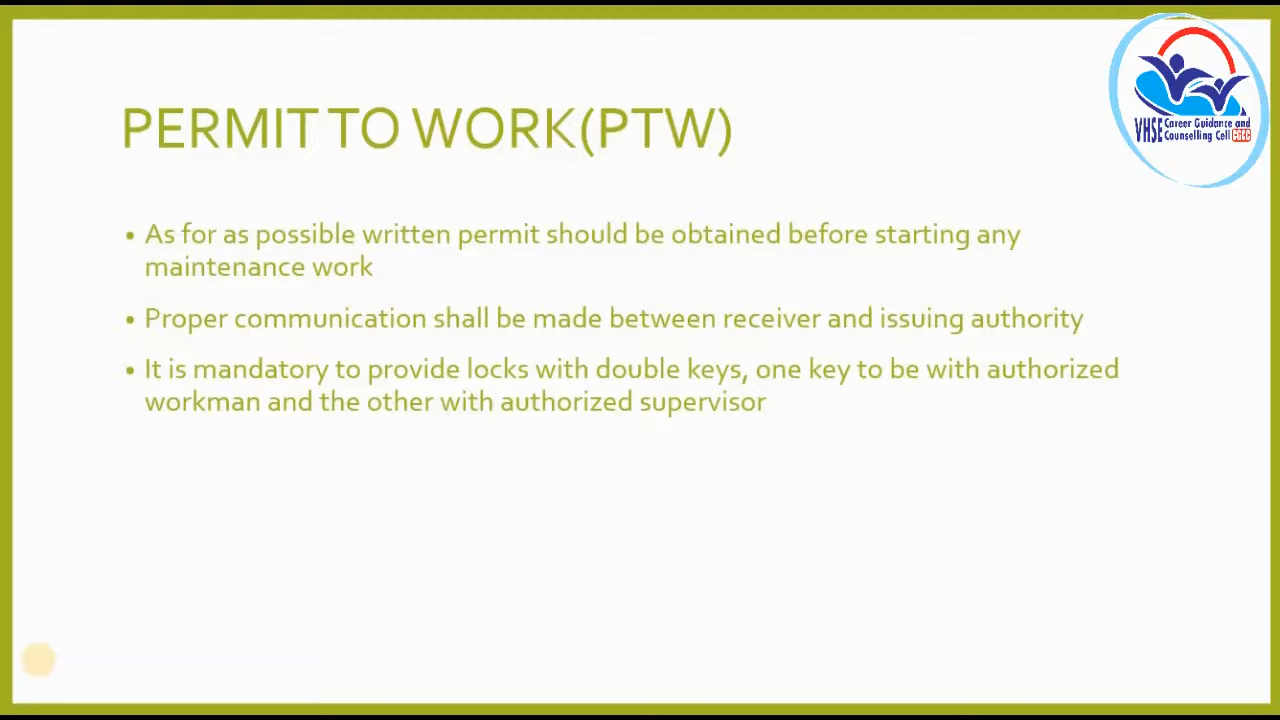 PERMIT TO WORK(PTW)
• As for as possible written permit should be obtained before starting any
maintenance work
• Proper communication shall be made between receiver and issuing authority
• It is mandatory to provide locks with double keys, one key to be with authorized
workman and the other with authorized supervisor
VHSE Career Guidance and
Counselling Cell CGCC